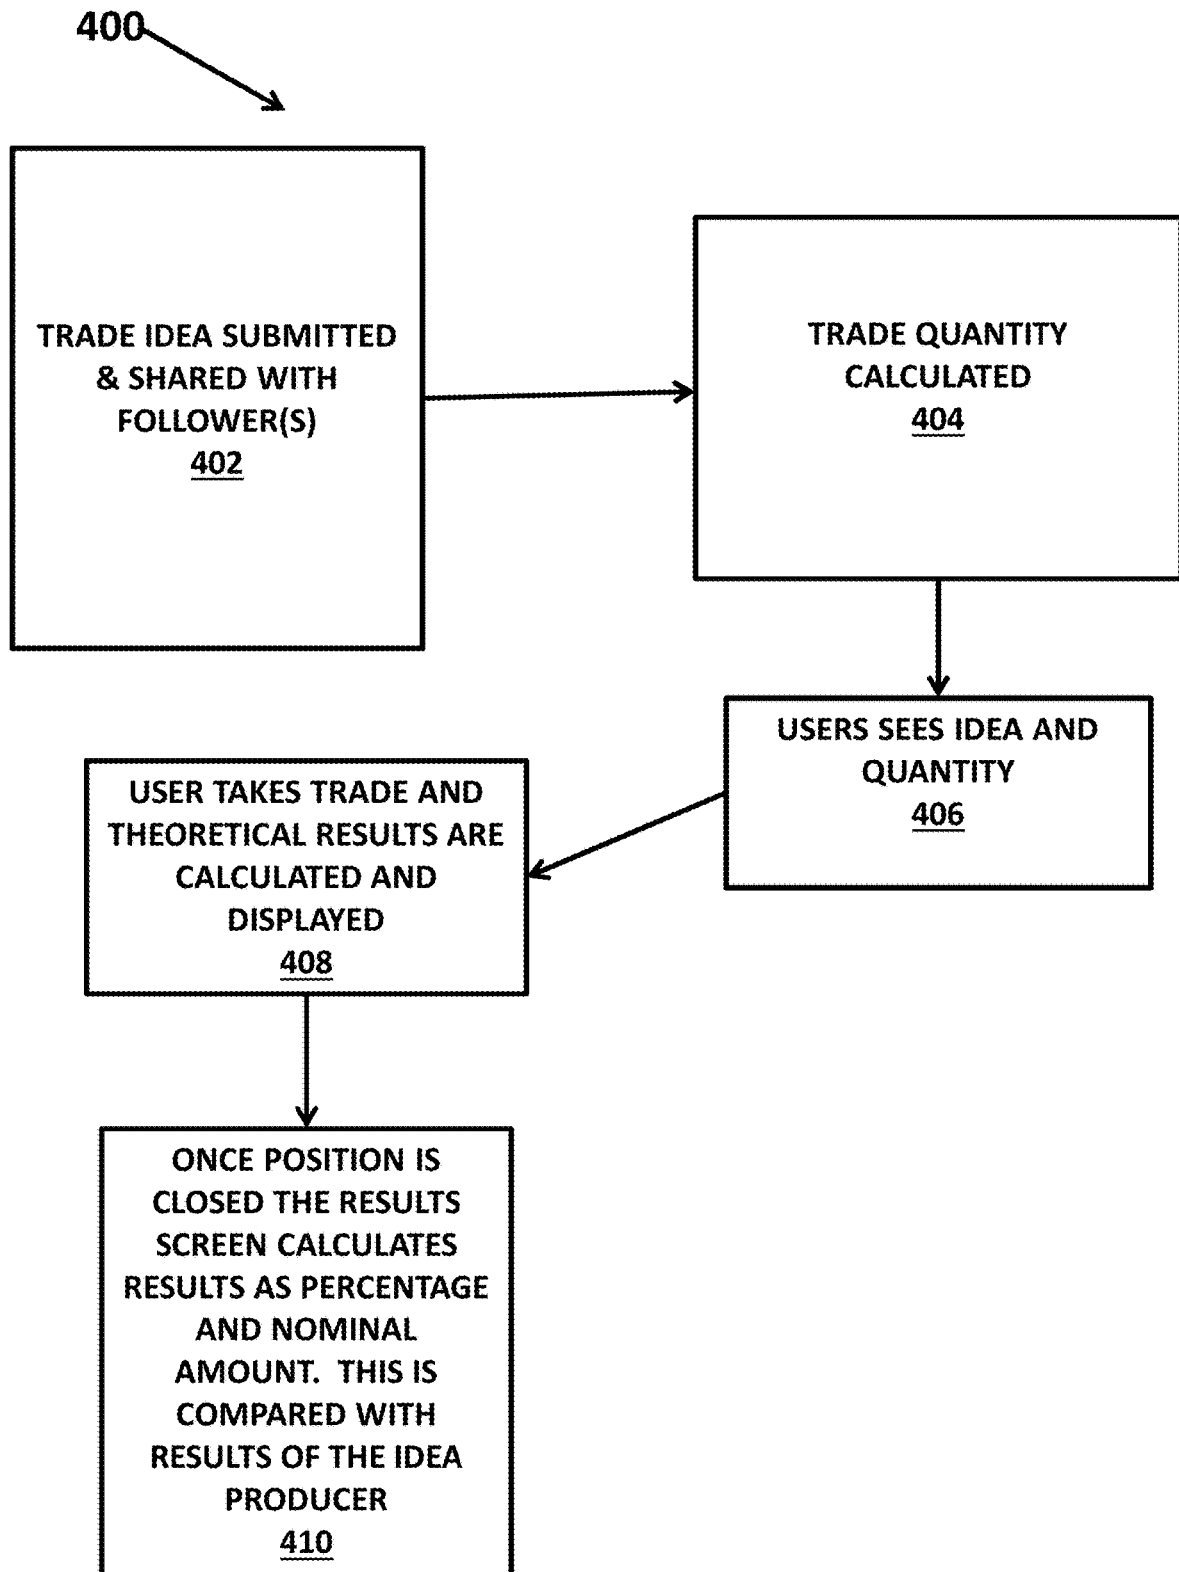 400
TRADE IDEA SUBMITTED
& SHARED WITH
FOLLOWER(S)
402
TRADE QUANTITY
CALCULATED
404
USERS SEES IDEA AND
QUANTITY
406
USER TAKES TRADE AND
THEORETICAL RESULTS ARE
CALCULATED AND
DISPLAYED
408
ONCE POSITION IS
CLOSED THE RESULTS
SCREEN CALCULATES
RESULTS AS PERCENTAGE
AND NOMINAL
AMOUNT.  THIS IS
COMPARED WITH
RESULTS OF THE IDEA
PRODUCER
410